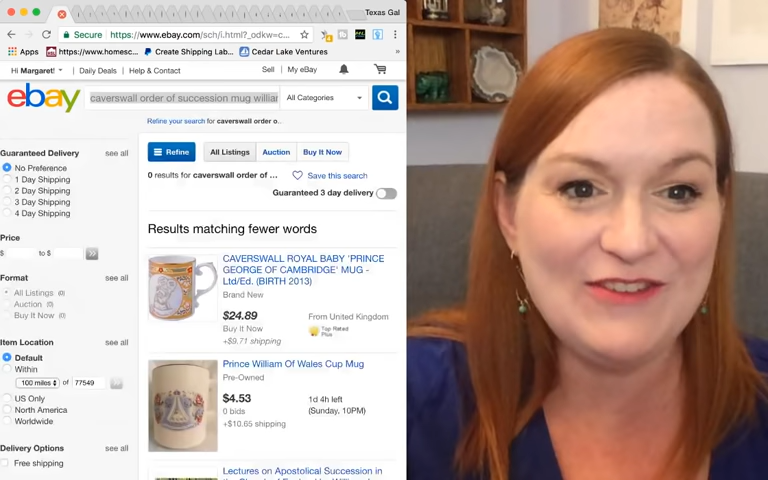 Texas Gal
Secure https://www.ebay.com/sch/i.html?_odkw=c...
Apps https://www.homesc... Create Shipping Lab... Cedar Lake Ventures »
Hi Margaret! Daily Deals Help & Contact Sell My eBay
ebay
caverswall order of succession mug willia
All Categories
Refine your search for caverswall order o...
Guaranteed Delivery see all
No Preference
1 Day Shipping
2 Day Shipping
3 Day Shipping
4 Day Shipping
Price
$ to $ »
Format see all
All Listings (0)
Auction (0)
Buy It Now (0)
Item Location see all
Default
Within
100 miles of 77549
US Only
North America
Worldwide
Delivery Options see all
Free shipping
Refine All Listings Auction Buy It Now
0 results for caverswall order of ... Save this search
Guaranteed 3 day delivery
Results matching fewer words
CAVERSWALL ROYAL BABY 'PRINCE
GEORGE OF CAMBRIDGE' MUG -
Ltd/Ed. (BIRTH 2013)
Brand New
$24.89 From United Kingdom
Buy It Now Top Rated
+$9.71 shipping Plus
Prince William Of Wales Cup Mug
Pre-Owned
$4.53 1d 4h left
0 bids (Sunday, 10PM)
+$10.65 shipping
Lectures on Apostolical Succession in